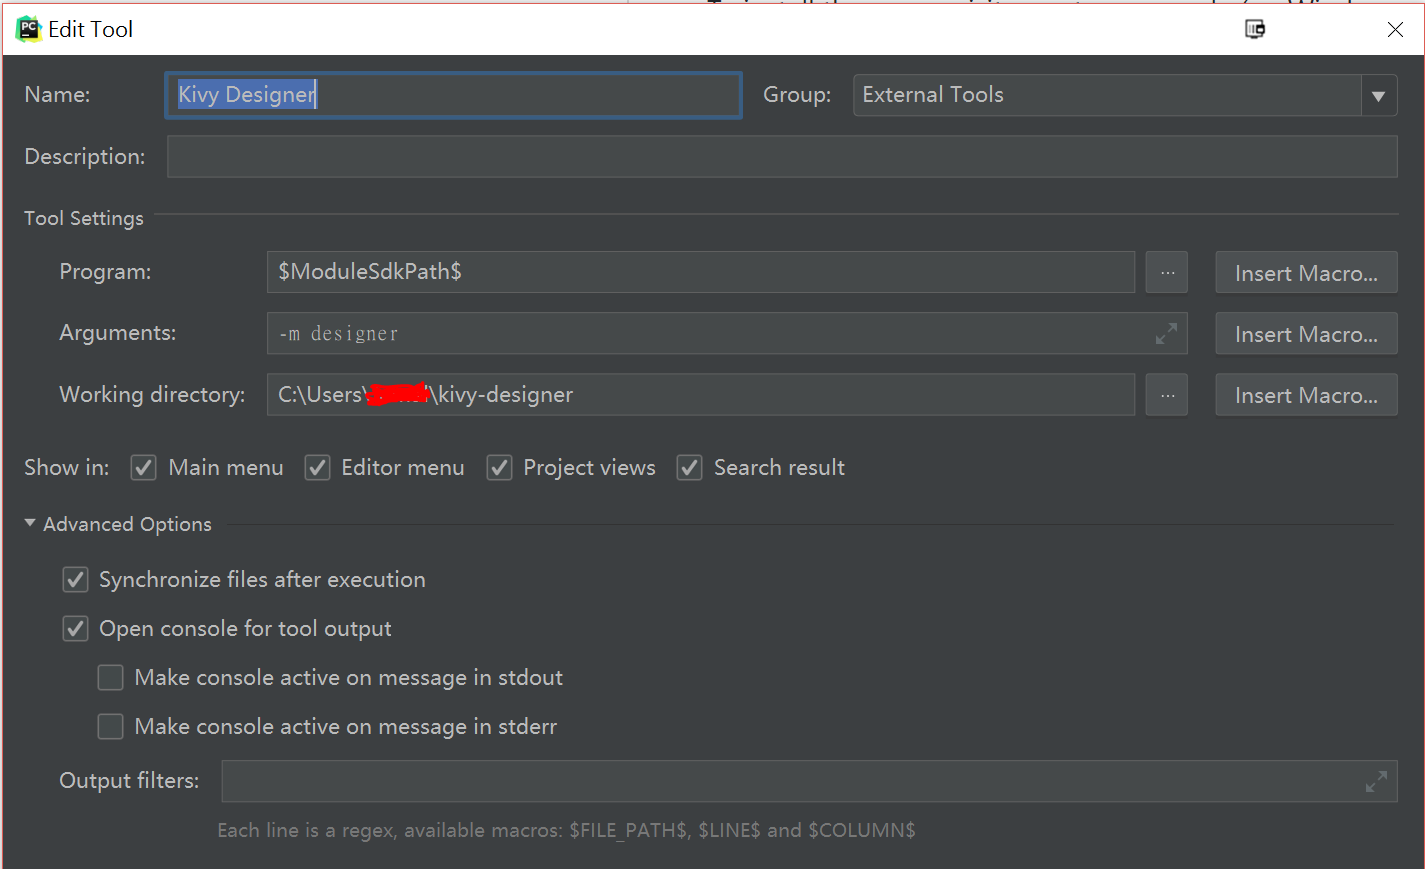 Edit Tool
Name: Kivy Designer Group: External Tools
Description:
Tool Settings
Program: $ModuleSdkPath$ ... Insert Macro...
Arguments: -m designer Insert Macro...
Working directory: C:\Users\ \kivy-designer ... Insert Macro...
Show in: Main menu Editor menu Project views Search result
Advanced Options
Synchronize files after execution
Open console for tool output
Make console active on message in stdout
Make console active on message in stderr
Output filters:
Each line is a regex, available macros: $FILE_PATH$, $LINE$ and $COLUMN$